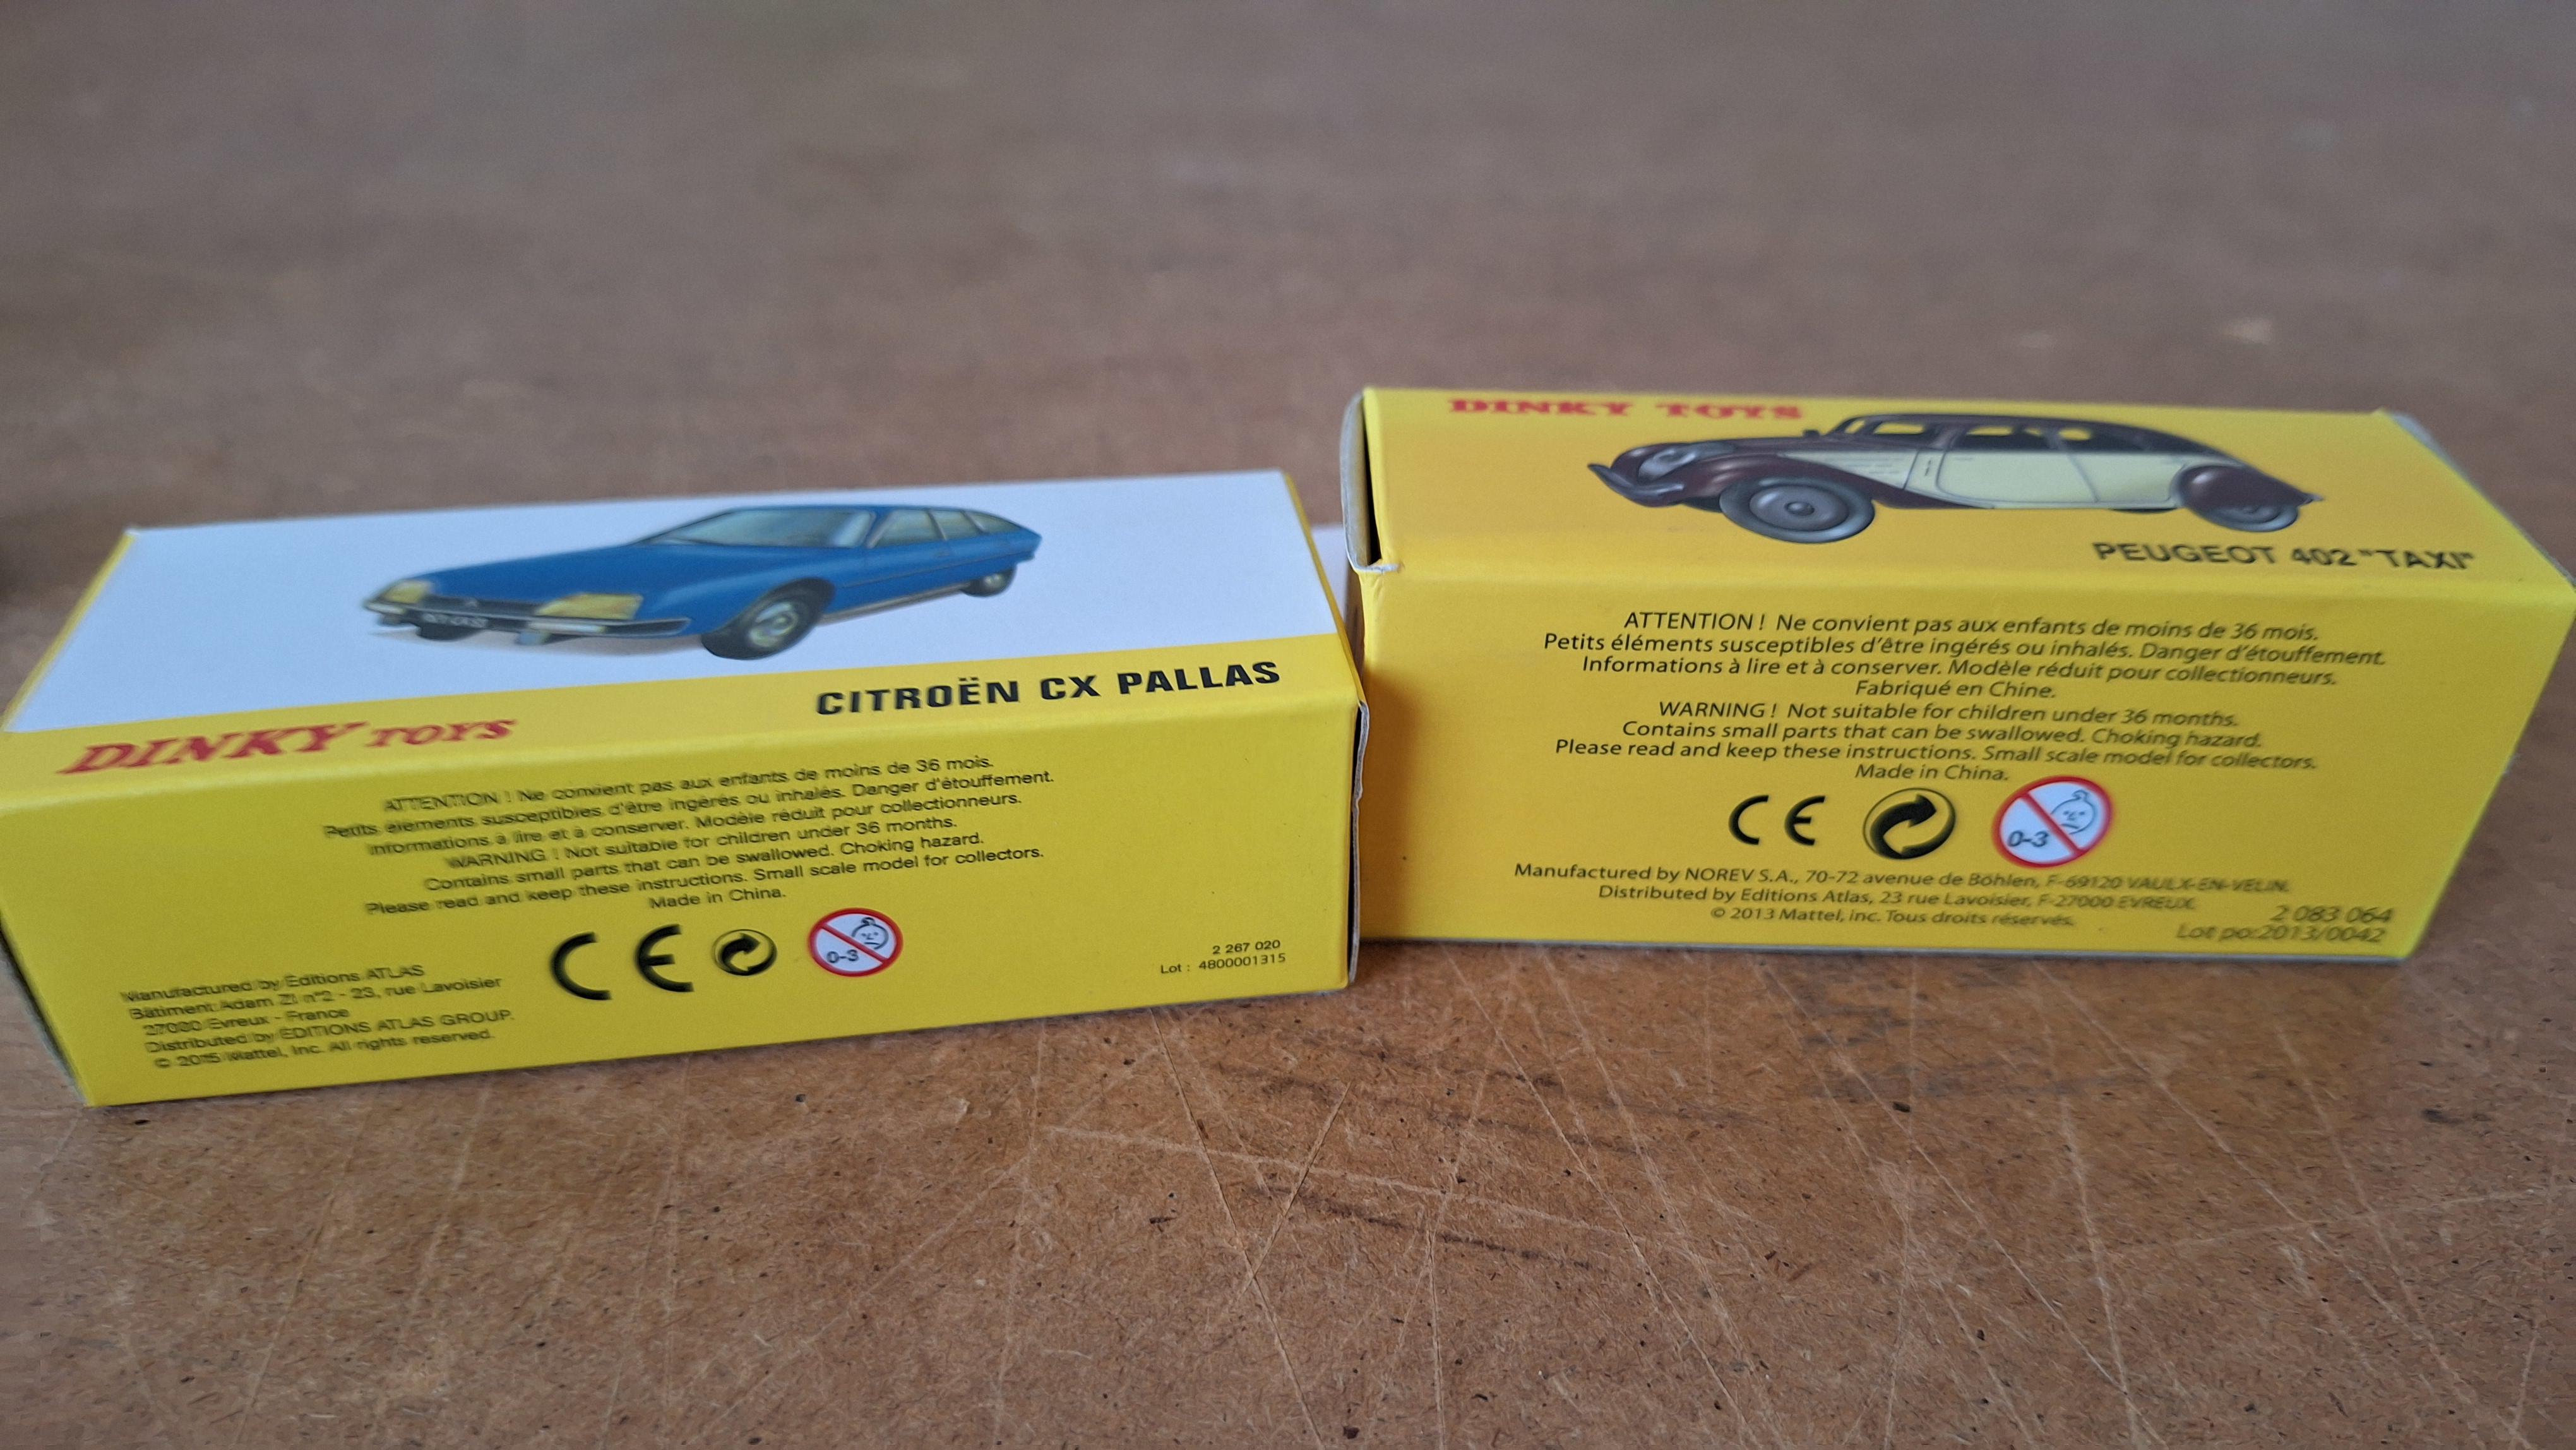 CITROËN CX PALLAS
DINKY TOYS
ATTENTION ! Ne convient pas aux enfants de moins de 36 mois.
Petits éléments susceptibles d'être ingérés ou inhalés. Danger d'étouffement.
Informations à lire et à conserver. Modèle réduit pour collectionneurs.
WARNING ! Not suitable for children under 36 months.
Contains small parts that can be swallowed. Choking hazard.
Please read and keep these instructions. Small scale model for collectors.
Made in China.
CE
0-3
Manufactured by Editions ATLAS
Bâtiment Adam ZI n°2 - 23, rue Lavoisier
27000 Evreux - France
Distributed by EDITIONS ATLAS GROUP.
© 2015 Mattel, Inc. All rights reserved.
2 267 020
Lot : 4800001315
DINKY TOYS
PEUGEOT 402 "TAXI"
ATTENTION ! Ne convient pas aux enfants de moins de 36 mois.
Petits éléments susceptibles d'être ingérés ou inhalés. Danger d'étouffement.
Informations à lire et à conserver. Modèle réduit pour collectionneurs.
Fabriqué en Chine.
WARNING ! Not suitable for children under 36 months.
Contains small parts that can be swallowed. Choking hazard.
Please read and keep these instructions. Small scale model for collectors.
Made in China.
CE
0-3
Manufactured by NOREV S.A., 70-72 avenue de Böhlen, F-69120 VAULX-EN-VELIN.
Distributed by Editions Atlas, 23 rue Lavoisier, F-27000 EVREUX.
© 2013 Mattel, inc. Tous droits réservés.
2 083 064
Lot po:2013/0042